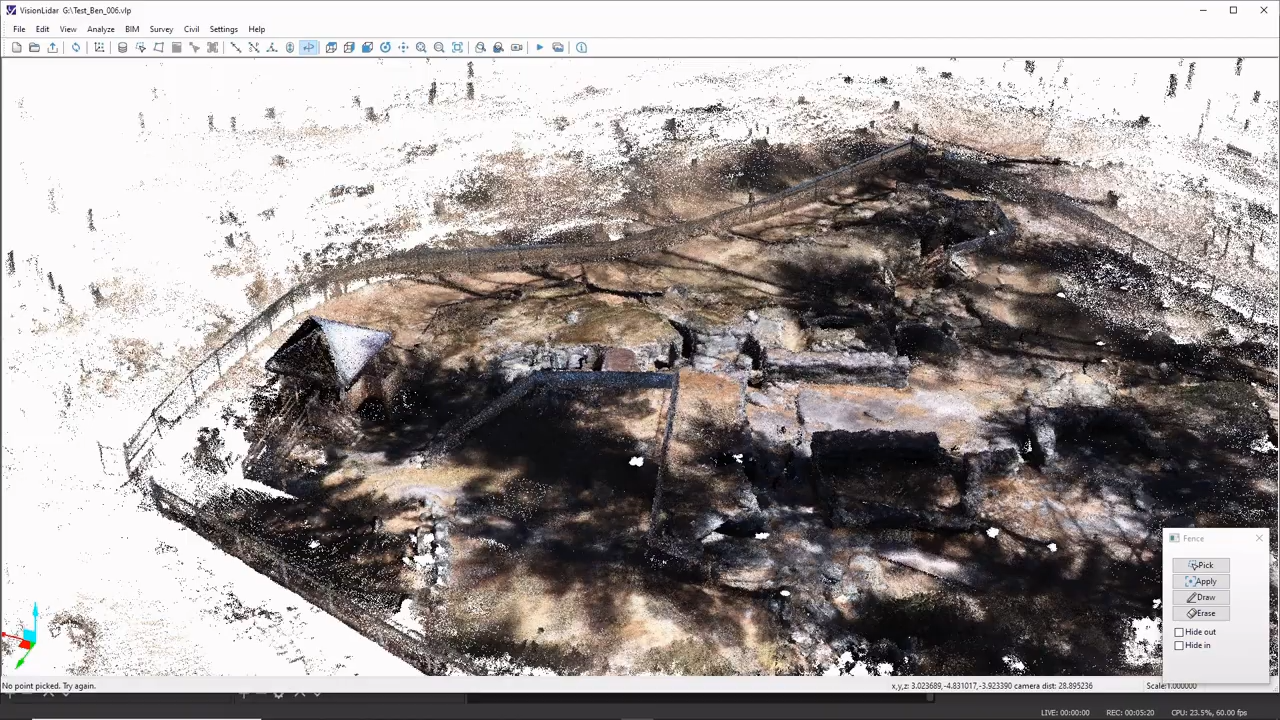 VisionLidar G:\Test_Ben_006.vlp
File Edit View Analyze BIM Survey Civil Settings Help
Fence
Pick
Apply
Draw
Erase
Hide out
Hide in
No point picked. Try again.
x,y,z: 3.023689,-4.831017,-3.923390 camera dist: 28.895236
Scale:1.000000
LIVE: 00:00:00 REC: 00:05:20 CPU: 23.5%, 60.00 fps